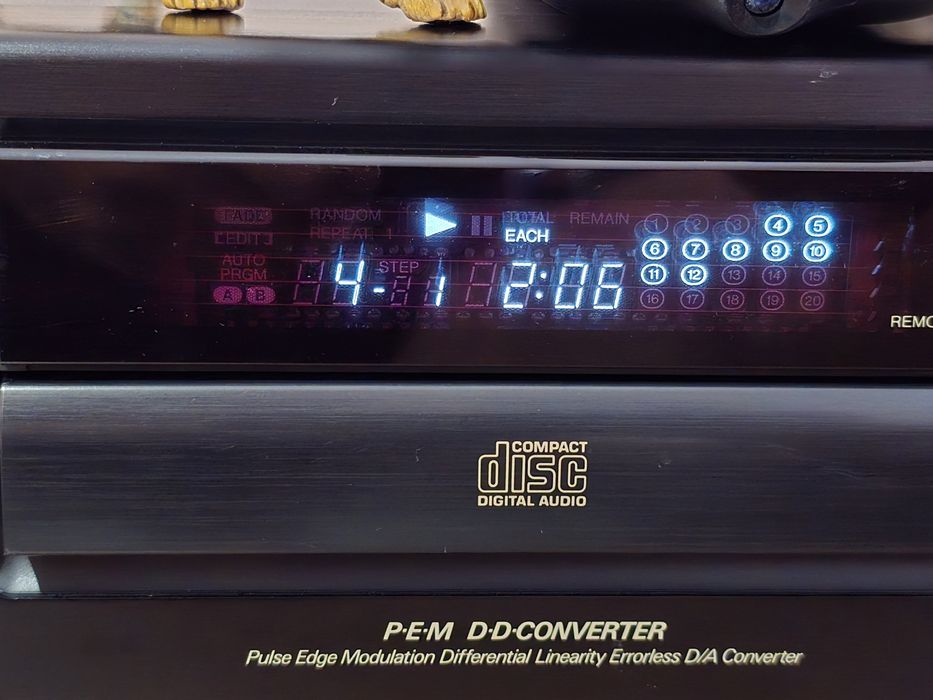 FADE RANDOM TOTAL REMAIN 1 2 3 4 5
EDIT REPEAT 1 EACH 6 7 8 9 10
AUTO STEP 11 12 13 14 15
PRGM 4- 1 2:06
A B 16 17 18 19 20
REMO
COMPACT
disc
DIGITAL AUDIO
P·E·M D·D·CONVERTER
Pulse Edge Modulation Differential Linearity Errorless D/A Converter